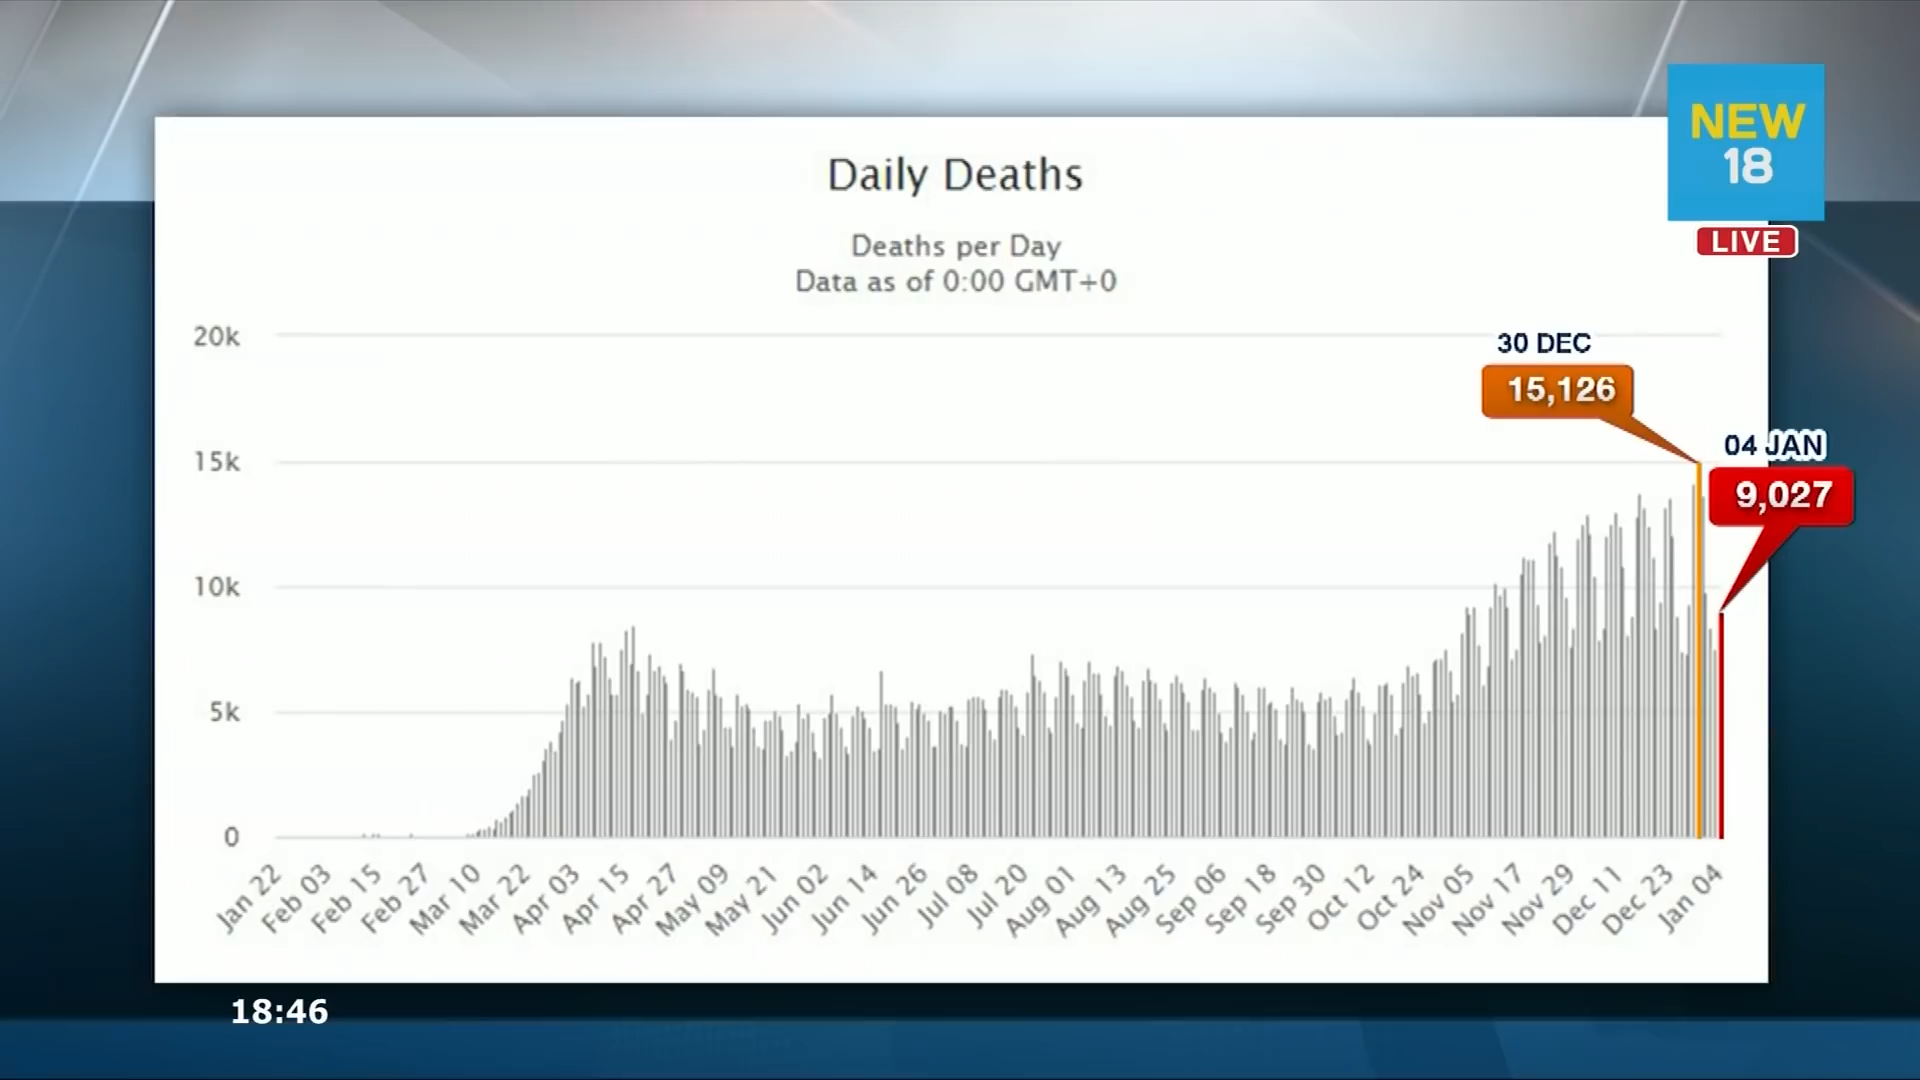 NEW
18
LIVE
Daily Deaths
Deaths per Day
Data as of 0:00 GMT+0
20k
15k
10k
5k
0
30 DEC
15,126
04 JAN
9,027
Jan 22
Feb 03
Feb 15
Feb 27
Mar 10
Mar 22
Apr 03
Apr 15
Apr 27
May 09
May 21
Jun 02
Jun 14
Jun 26
Jul 08
Jul 20
Aug 01
Aug 13
Aug 25
Sep 06
Sep 18
Sep 30
Oct 12
Oct 24
Nov 05
Nov 17
Nov 29
Dec 11
Dec 23
Jan 04
18:46